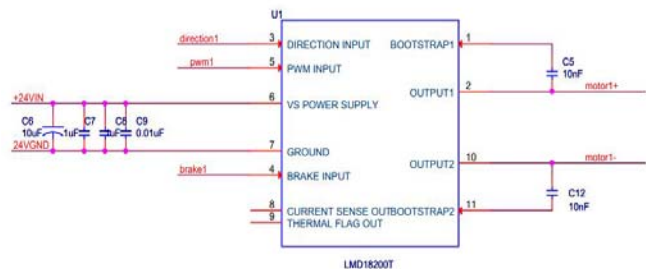 U1
direction1 3 DIRECTION INPUT BOOTSTRAP1 1
pwm1 5 PWM INPUT
C5
10nF
OUTPUT1 2 motor1+
+24VIN 6 VS POWER SUPPLY
C6 C7 C8 C9
10uF .1uF 1uF 0.01uF
24VGND 7 GROUND
OUTPUT2 10 motor1-
brake1 4 BRAKE INPUT
C12
10nF
8 CURRENT SENSE OUT BOOTSTRAP2 11
9 THERMAL FLAG OUT
LMD18200T